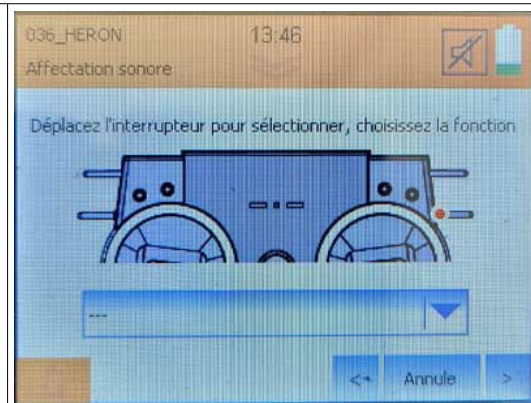 036_HERON 13:46
Affectation sonore
Déplacez l'interrupteur pour sélectionner, choisissez la fonction
---
<- Annule >